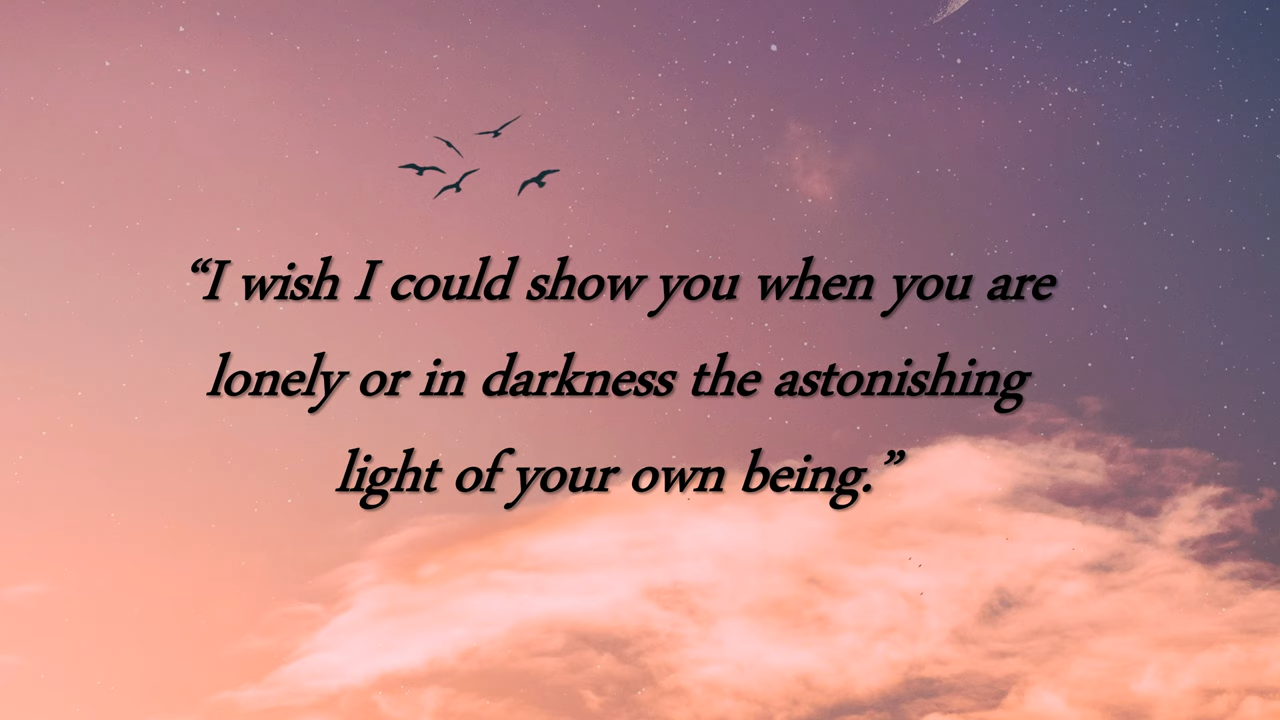 “I wish I could show you when you are
lonely or in darkness the astonishing
light of your own being.”